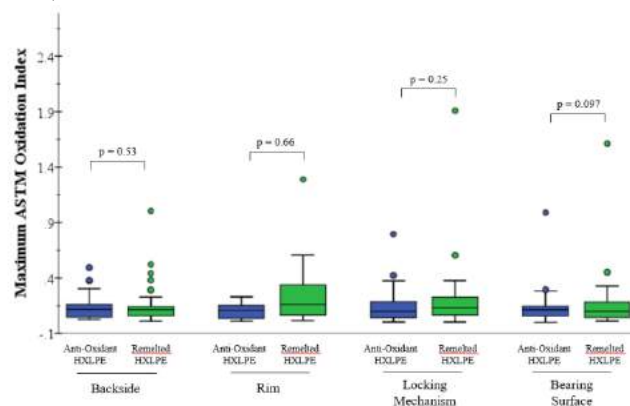 Maximum ASTM Oxidation Index
2.4
1.9
1.4
.9
.4
-.1
p = 0.53
p = 0.66
p = 0.25
p = 0.097
Anti-Oxidant Remelted Anti-Oxidant Remelted Anti-Oxidant Remelted Anti-Oxidant Remelted
HXLPE HXLPE HXLPE HXLPE HXLPE HXLPE HXLPE HXLPE
Backside Rim Locking Bearing
Mechanism Surface